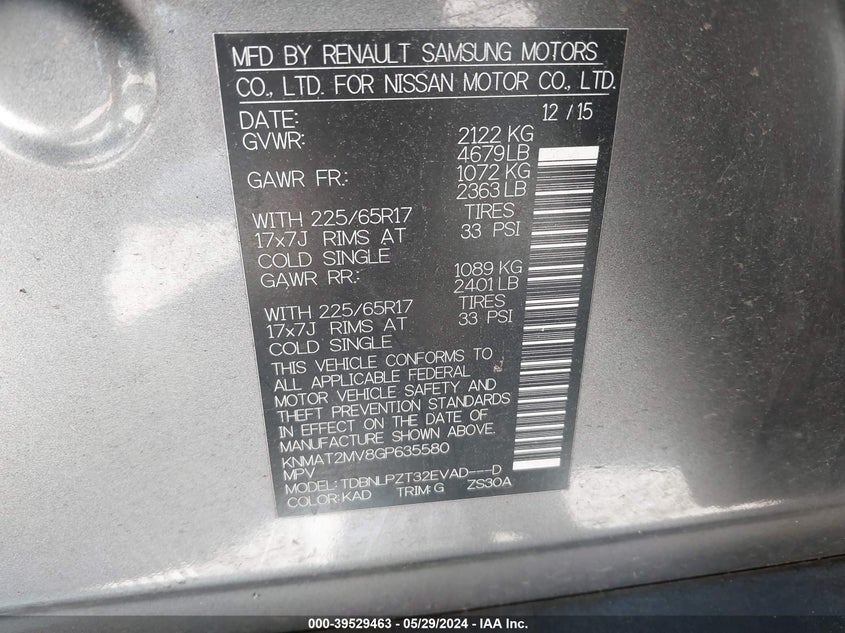 MFD BY RENAULT SAMSUNG MOTORS
CO., LTD. FOR NISSAN MOTOR CO., LTD.
DATE: 12 / 15
GVWR: 2122 KG
4679 LB
GAWR FR.: 1072 KG
2363 LB
WITH 225/65R17 TIRES
17x7J RIMS AT 33 PSI
COLD SINGLE
GAWR RR.: 1089 KG
2401 LB
WITH 225/65R17 TIRES
17x7J RIMS AT 33 PSI
COLD SINGLE
THIS VEHICLE CONFORMS TO
ALL APPLICABLE FEDERAL
MOTOR VEHICLE SAFETY AND
THEFT PREVENTION STANDARDS
IN EFFECT ON THE DATE OF
MANUFACTURE SHOWN ABOVE.
KNMAT2MV8GP635580
MPV
MODEL: TDBNLPZT32EVAD---D
COLOR: KAD TRIM: G ZS30A
000-39529463 - 05/29/2024 - IAA Inc.